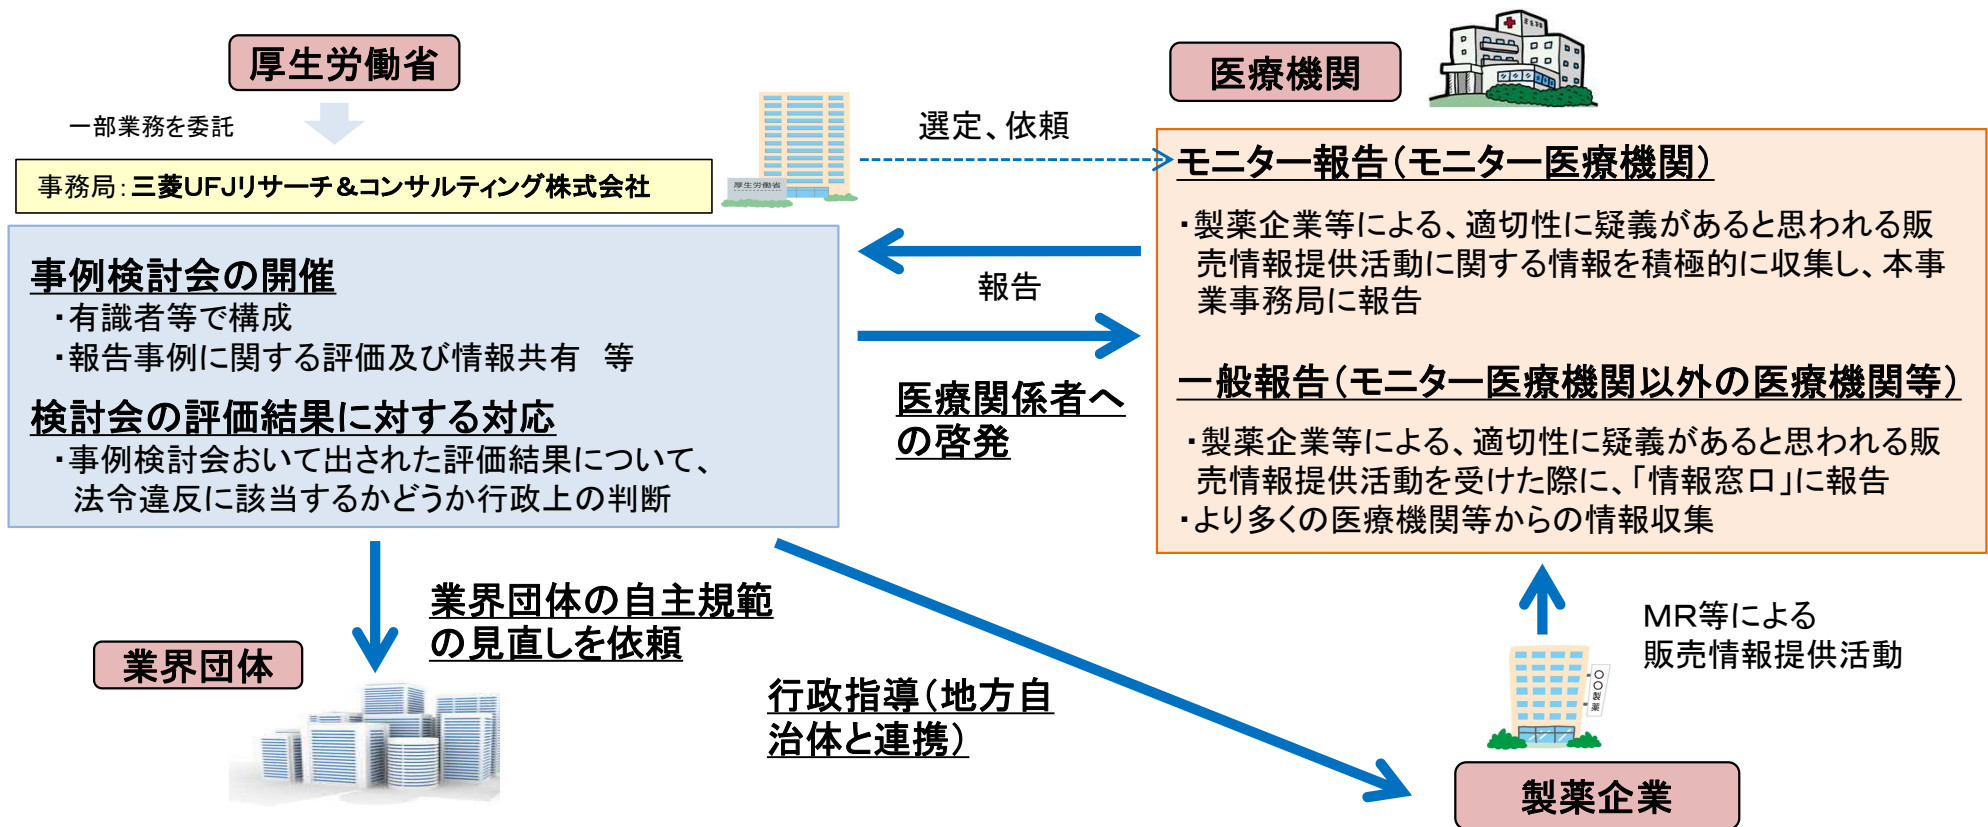 厚生労働省
一部業務を委託
事務局：三菱UFJリサーチ＆コンサルティング株式会社
厚生労働省
事例検討会の開催
・有識者等で構成
・報告事例に関する評価及び情報共有　等
検討会の評価結果に対する対応
・事例検討会おいて出された評価結果について、
法令違反に該当するかどうか行政上の判断
選定、依頼
報告
医療関係者へ
の啓発
医療機関
モニター報告（モニター医療機関）
・製薬企業等による、適切性に疑義があると思われる販
売情報提供活動に関する情報を積極的に収集し、本事
業事務局に報告
一般報告（モニター医療機関以外の医療機関等）
・製薬企業等による、適切性に疑義があると思われる販
売情報提供活動を受けた際に、「情報窓口」に報告
・より多くの医療機関等からの情報収集
業界団体の自主規範
の見直しを依頼
業界団体
行政指導（地方自
治体と連携）
MR等による
販売情報提供活動
〇〇製薬
製薬企業